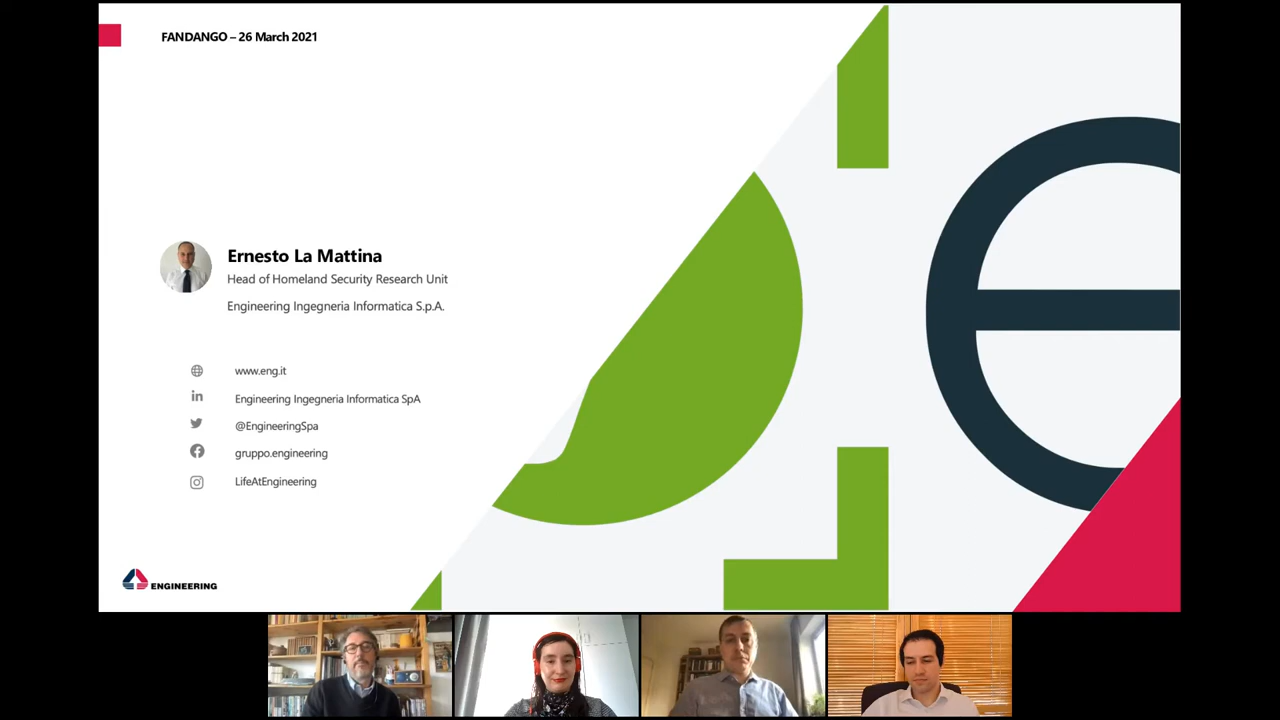 FANDANGO – 26 March 2021
Ernesto La Mattina
Head of Homeland Security Research Unit
Engineering Ingegneria Informatica S.p.A.
www.eng.it
Engineering Ingegneria Informatica SpA
@EngineeringSpa
gruppo.engineering
LifeAtEngineering
ENGINEERING